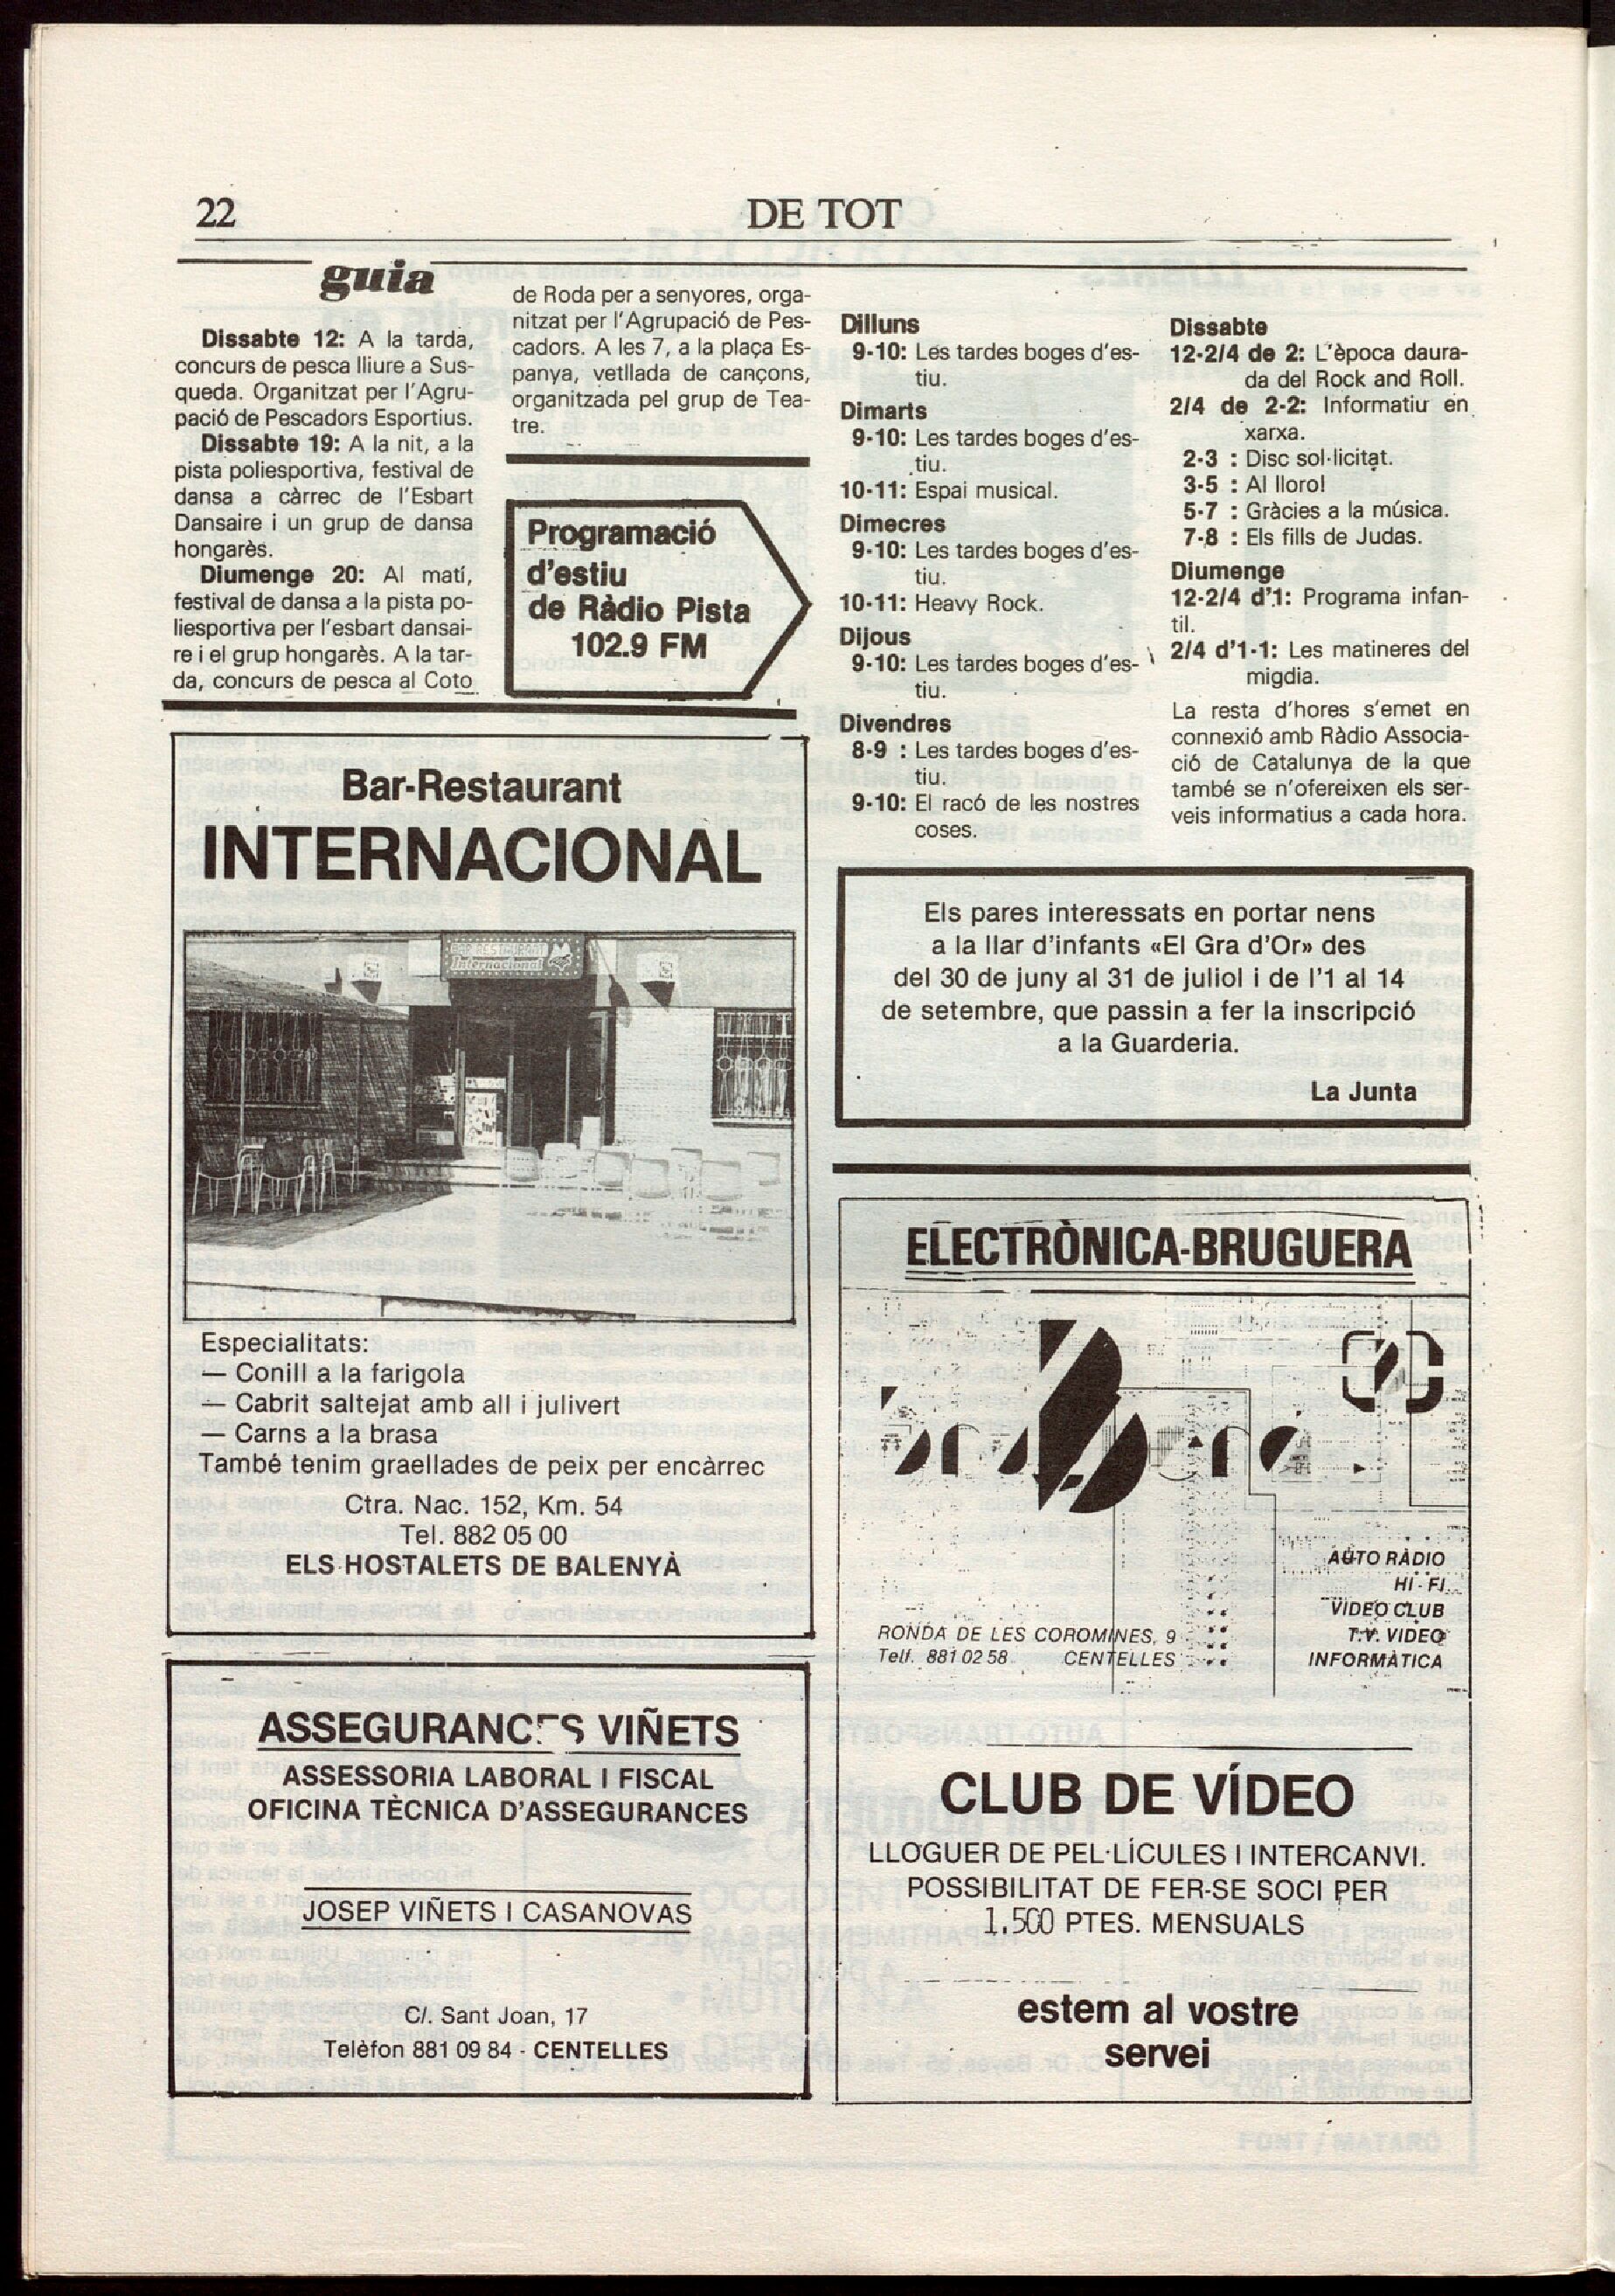 22
DE TOT
guia
Dissabte 12: A la tarda,
concurs de pesca lliure a Sus-
queda. Organitzat per l'Agru-
pació de Pescadors Esportius.
Dissabte 19: A la nit, a la
pista poliesportiva, festival de
dansa a càrrec de l'Esbart
Dansaire i un grup de dansa
hongarès.
Diumenge 20: Al matí,
festival de dansa a la pista po-
liesportiva per l'esbart dansai-
re i el grup hongarès. A la tar-
da, concurs de pesca al Coto
de Roda per a senyores, orga-
nitzat per l'Agrupació de Pes-
cadors. A les 7, a la plaça Es-
panya, vetllada de cançons,
organitzada pel grup de Tea-
tre.
Programació
d'estiu
de Ràdio Pista
102.9 FM
Dilluns
9-10: Les tardes boges d'es-
tiu.
Dimarts
9-10: Les tardes boges d'es-
tiu.
10-11: Espai musical.
Dimecres
9-10: Les tardes boges d'es-
tiu.
10-11: Heavy Rock.
Dijous
9-10: Les tardes boges d'es-
tiu.
Divendres
8-9 : Les tardes boges d'es-
tiu.
9-10: El racó de les nostres
coses.
Dissabte
12-2/4 de 2: L'època daura-
da del Rock and Roll.
2/4 de 2-2: Informatiu en
xarxa.
2-3 : Disc sol·licitat.
3-5 : Al lloro!
5-7 : Gràcies a la música.
7-8 : Els fills de Judas.
Diumenge
12-2/4 d'1: Programa infan-
til.
2/4 d'1-1: Les matineres del
migdia.
La resta d'hores s'emet en
connexió amb Ràdio Associa-
ció de Catalunya de la que
també se n'ofereixen els ser-
veis informatius a cada hora.
Bar-Restaurant
INTERNACIONAL
BAR RESTAURANT
Internacional
Especialitats:
— Conill a la farigola
— Cabrit saltejat amb all i julivert
— Carns a la brasa
També tenim graellades de peix per encàrrec
Ctra. Nac. 152, Km. 54
Tel. 882 05 00
ELS HOSTALETS DE BALENYÀ
Els pares interessats en portar nens
a la llar d'infants «El Gra d'Or» des
del 30 de juny al 31 de juliol i de l'1 al 14
de setembre, que passin a fer la inscripció
a la Guarderia.
La Junta
ELECTRÒNICA-BRUGUERA
AUTO RÀDIO
HI-FI
VIDEO CLUB
T.V. VIDEO
INFORMÀTICA
RONDA DE LES COROMINES, 9
Telf. 881 02 58 CENTELLES
CLUB DE VÍDEO
LLOGUER DE PEL·LÍCULES I INTERCANVI.
POSSIBILITAT DE FER-SE SOCI PER
1.500 PTES. MENSUALS
estem al vostre
servei
ASSEGURANCES VIÑETS
ASSESSORIA LABORAL I FISCAL
OFICINA TÈCNICA D'ASSEGURANCES
JOSEP VIÑETS I CASANOVAS
C/. Sant Joan, 17
Telèfon 881 09 84 - CENTELLES